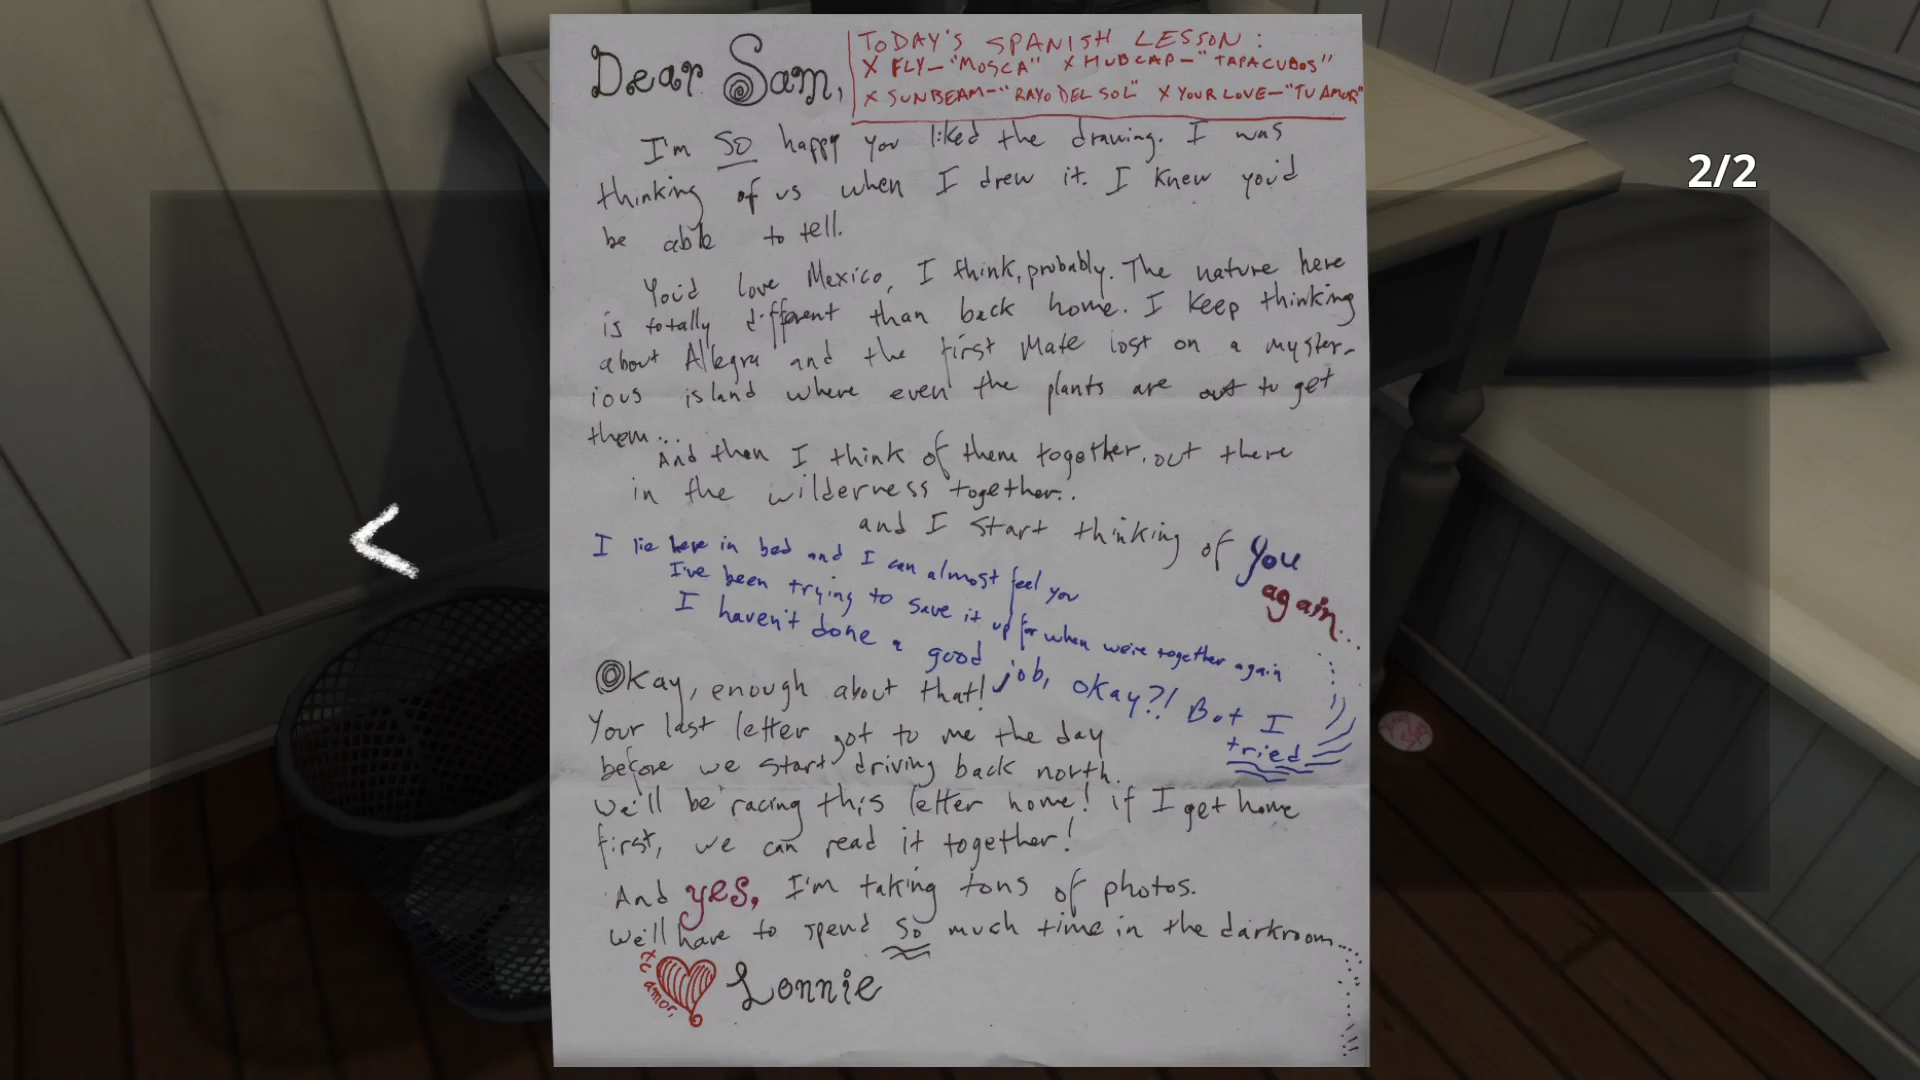 Dear Sam,
TODAY'S SPANISH LESSON:
X FLY - "MOSCA" X HUBCAP - "TAPACUBOS"
X SUNBEAM - "RAYO DEL SOL" X YOUR LOVE - "TU AMOR"
I'm SO happy you liked the drawing. I was
thinking of us when I drew it. I knew you'd
be able to tell.
You'd love Mexico, I think, probably. The nature here
is totally different than back home. I keep thinking
about Allegra and the first Mate lost on a myster-
ious island where even the plants are out to get
them...
And then I think of them together, out there
in the wilderness together..
and I start thinking of you
again...
I lie here in bed and I can almost feel you
I've been trying to save it up for when we're together again
I haven't done a good job, okay?! But I
tried
Okay, enough about that!
Your last letter got to me the day
before we start driving back north.
We'll be racing this letter home! if I get home
first, we can read it together!
And yes, I'm taking tons of photos.
We'll have to spend so much time in the darkroom...
te amor,
Lonnie
2/2